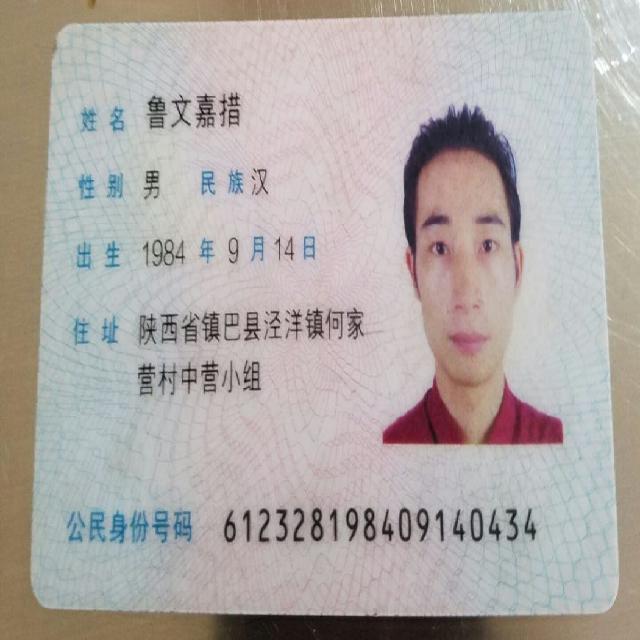 姓名 鲁文嘉措
性别 男 民族 汉
出生 1984 年 9 月 14 日
住址 陕西省镇巴县泾洋镇何家
营村中营小组
公民身份号码 612328198409140434